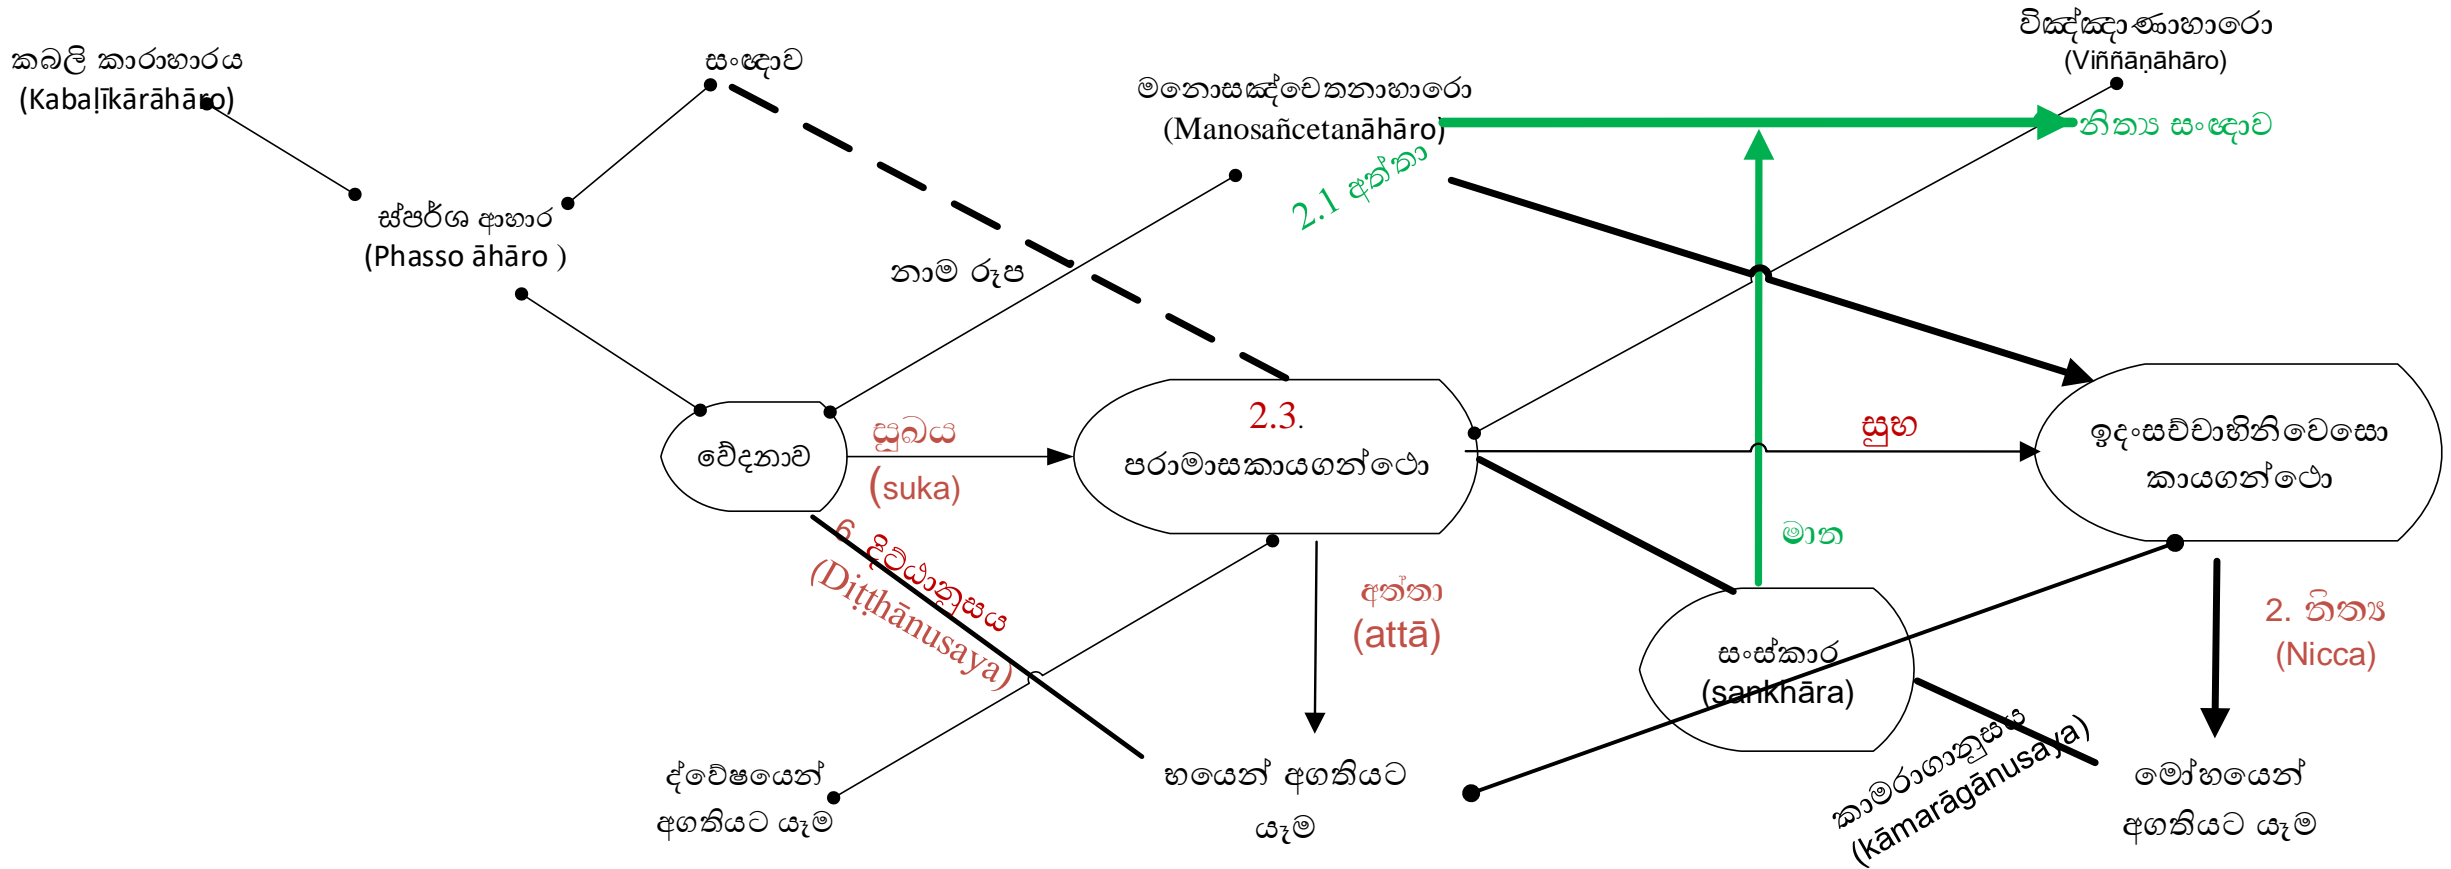 කබලි කාරාහාරය
(Kabaḷīkārāhāro)
සංඥාව
මනොසඤ්චෙතනාහාරො
(Manosañcetanāhāro)
විඤ්ඤාණාහාරො
(Viññāṇāhāro)
නිත්‍ය සංඥාව
2.1 අත්තා
ස්පර්ශ ආහාර
(Phasso āhāro )
නාම රූප
වේදනාව
සුඛය
(suka)
2.3.
පරාමාසකායගන්ථො
සුභ
ඉදංසච්චාභිනිවෙසො
කායගන්ථො
6. දිට්ඨානුසය
(Diṭṭhānusaya)
අත්තා
(attā)
මාන
සංස්කාර
(sankhāra)
2. නිත්‍ය
(Nicca)
කාමරාගානුසය
(kāmarāgānusaya)
ද්වේෂයෙන්
අගතියට යෑම
භයෙන් අගතියට
යෑම
මෝහයෙන්
අගතියට යෑම